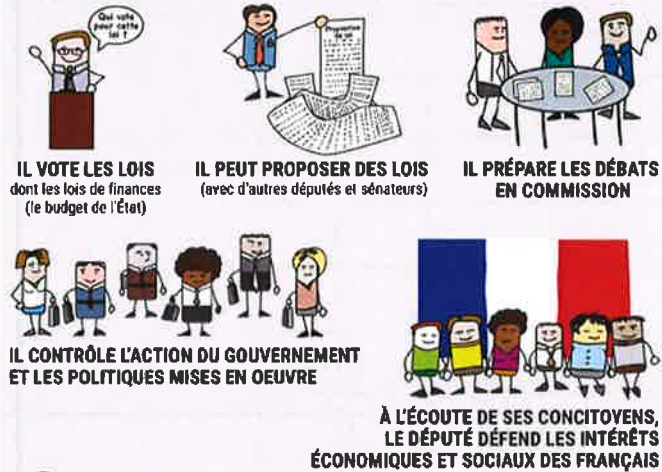 Qui vote
pour cette
loi ?
Proposition
de loi
IL VOTE LES LOIS
dont les lois de finances
(le budget de l'État)
IL PEUT PROPOSER DES LOIS
(avec d'autres députés et sénateurs)
IL PRÉPARE LES DÉBATS
EN COMMISSION
IL CONTRÔLE L'ACTION DU GOUVERNEMENT
ET LES POLITIQUES MISES EN OEUVRE
À L'ÉCOUTE DE SES CONCITOYENS,
LE DÉPUTÉ DÉFEND LES INTÉRÊTS
ÉCONOMIQUES ET SOCIAUX DES FRANÇAIS